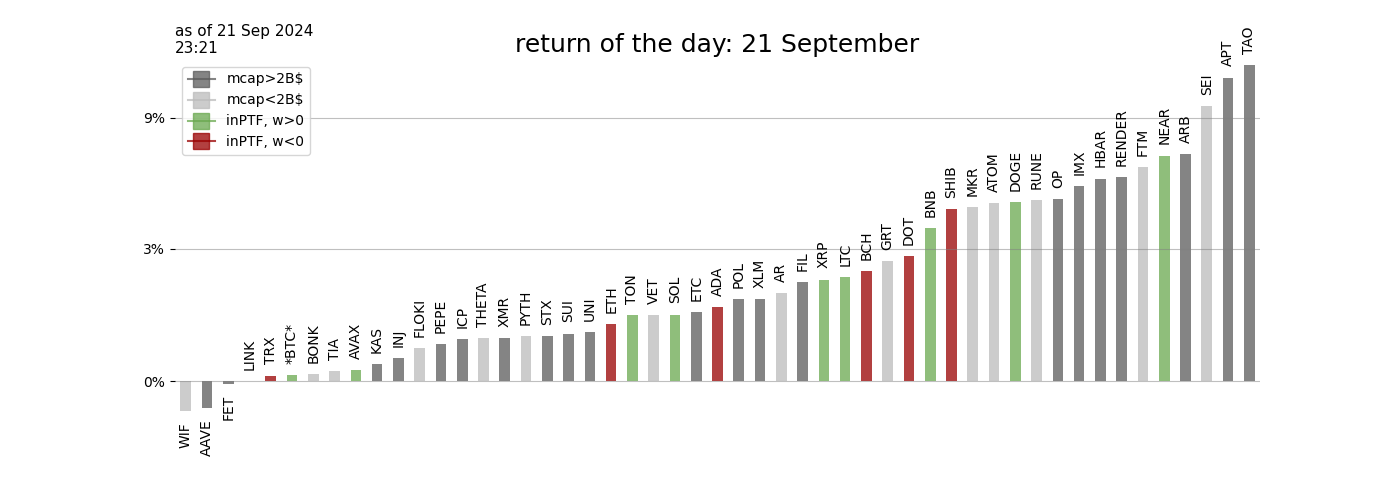 as of 21 Sep 2024
23:21
return of the day: 21 September
mcap>2B$
mcap<2B$
inPTF, w>0
inPTF, w<0
9%
3%
0%
WIF
AAVE
FET
LINK
TRX
*BTC*
BONK
TIA
AVAX
KAS
INJ
FLOKI
PEPE
ICP
THETA
XMR
PYTH
STX
SUI
UNI
ETH
TON
VET
SOL
ETC
ADA
POL
XLM
AR
FIL
XRP
LTC
BCH
GRT
DOT
BNB
SHIB
MKR
ATOM
DOGE
RUNE
OP
IMX
HBAR
RENDER
FTM
NEAR
ARB
SEI
APT
TAO